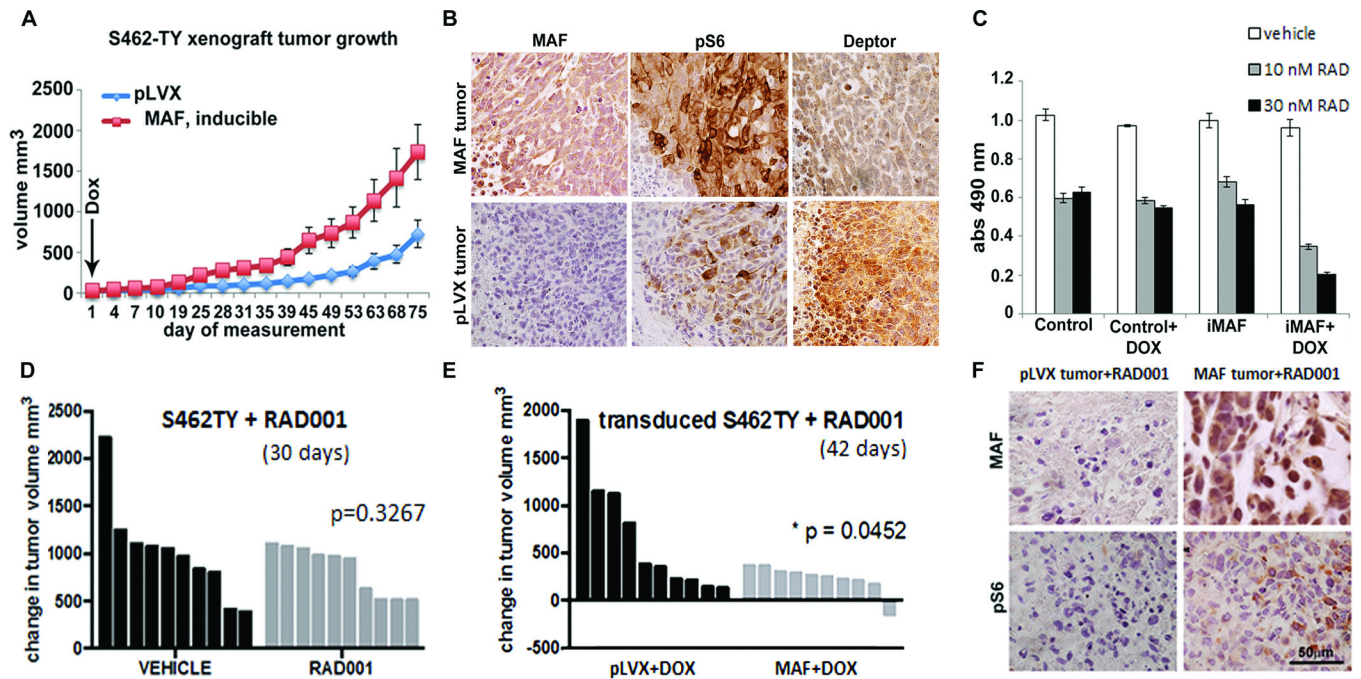 A
S462-TY xenograft tumor growth
volume mm3
2500
2000
1500
1000
500
0
Dox
pLVX
MAF, inducible
1 4 7 10 19 25 28 31 35 39 45 49 53 63 68 75
day of measurement
B
MAF pS6 Deptor
MAF tumor
pLVX tumor
C
vehicle
10 nM RAD
30 nM RAD
abs 490 nm
1.2
1.0
0.8
0.6
0.4
0.2
0
Control Control+ DOX iMAF iMAF+ DOX
D
change in tumor volume mm3
2500
2000
1500
1000
500
0
S462TY + RAD001
(30 days)
p=0.3267
VEHICLE RAD001
E
change in tumor volume mm3
2000
1500
1000
500
0
-500
transduced S462TY + RAD001
(42 days)
* p = 0.0452
pLVX+DOX MAF+DOX
F
pLVX tumor+RAD001 MAF tumor+RAD001
MAF
pS6
50μm